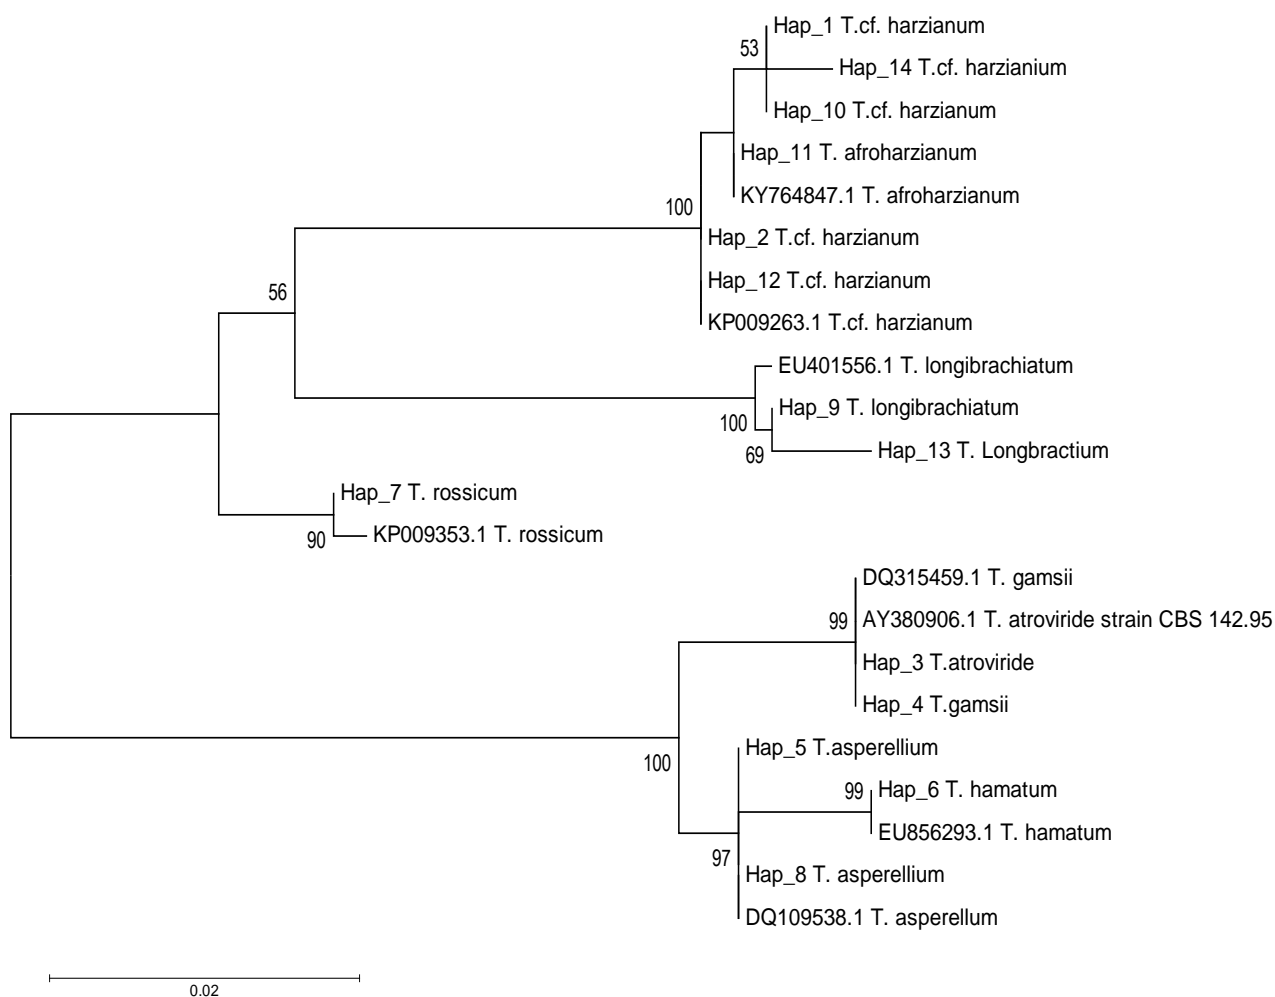 Hap_1 T.cf. harzianum
53
Hap_14 T.cf. harzianium
Hap_10 T.cf. harzianum
Hap_11 T. afroharzianum
KY764847.1 T. afroharzianum
100
Hap_2 T.cf. harzianum
Hap_12 T.cf. harzianum
56
KP009263.1 T.cf. harzianum
EU401556.1 T. longibrachiatum
Hap_9 T. longibrachiatum
100
Hap_13 T. Longbractium
69
Hap_7 T. rossicum
KP009353.1 T. rossicum
90
DQ315459.1 T. gamsii
99
AY380906.1 T. atroviride strain CBS 142.95
Hap_3 T.atroviride
Hap_4 T.gamsii
Hap_5 T.asperellium
100
99
Hap_6 T. hamatum
EU856293.1 T. hamatum
97
Hap_8 T. asperellium
DQ109538.1 T. asperellum
0.02